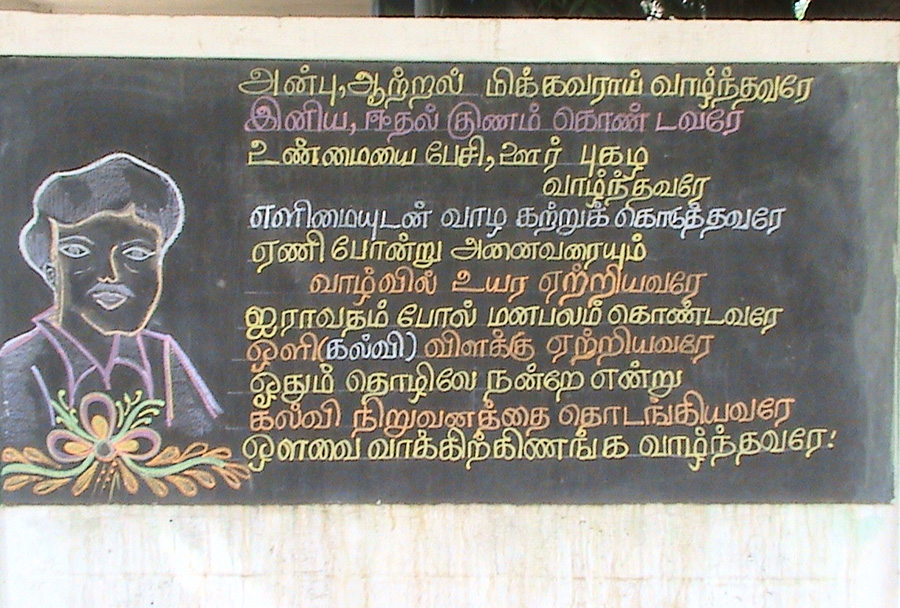 அன்பு,ஆற்றல் மிக்கவராய் வாழ்ந்தவரே
இனிய, ஈதல் குணம் கொண் டவரே
உண்மையை பேசி, ஊர் புகழ
வாழ்ந்தவரே
எளிமையுடன் வாழ கற்றுக் கொடுத்தவரே
ஏணி போன்று அனைவரையும்
வாழ்வில் உயர ஏற்றியவரே
ஐராவதம் போல் மனபலம் கொண்டவரே
ஒளி(கல்வி) விளக்கு ஏற்றியவரே
ஓதும் தொழிலே நன்றே என்று
கல்வி நிறுவனத்தை தொடங்கியவரே
ஔவை வாக்கிற்கிணங்க வாழ்ந்தவரே!